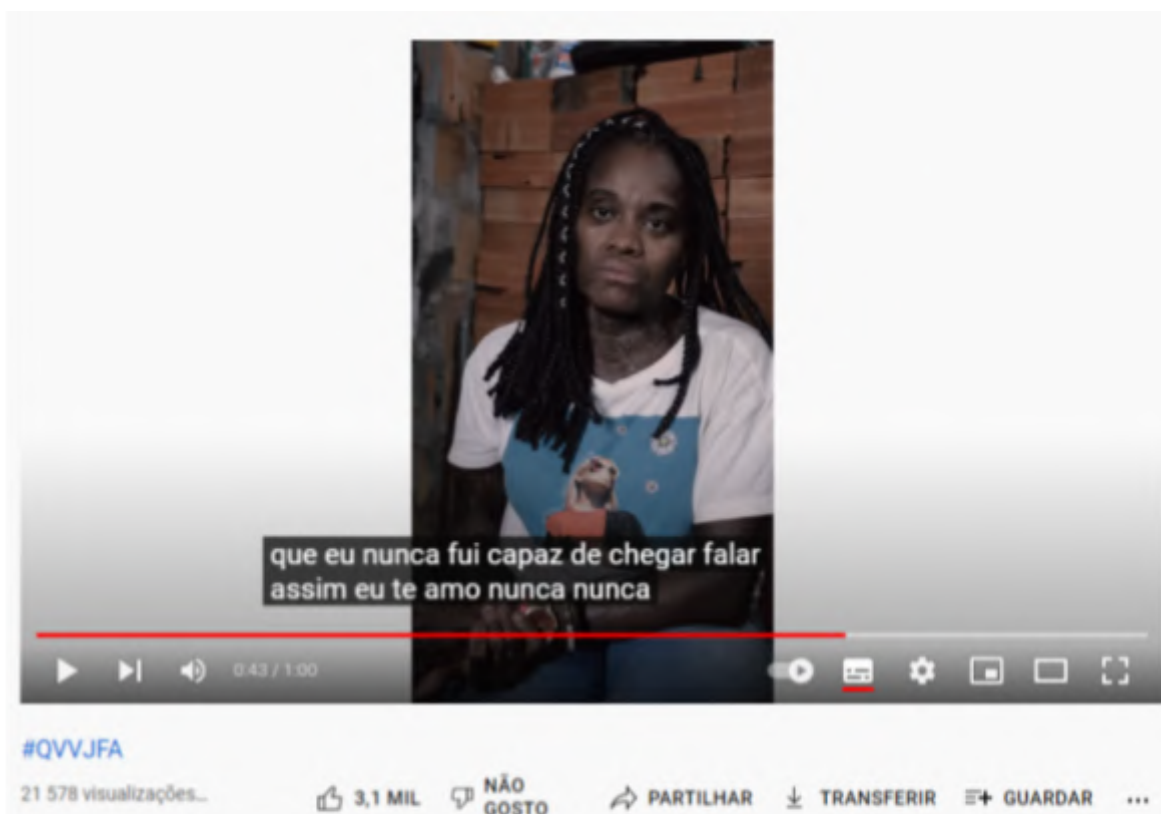 que eu nunca fui capaz de chegar falar
assim eu te amo nunca nunca
0:43 / 1:00
#QVVJFA
21 578 visualizações...
3,1 MIL
NÃO
GOSTO
PARTILHAR
TRANSFERIR
GUARDAR
...